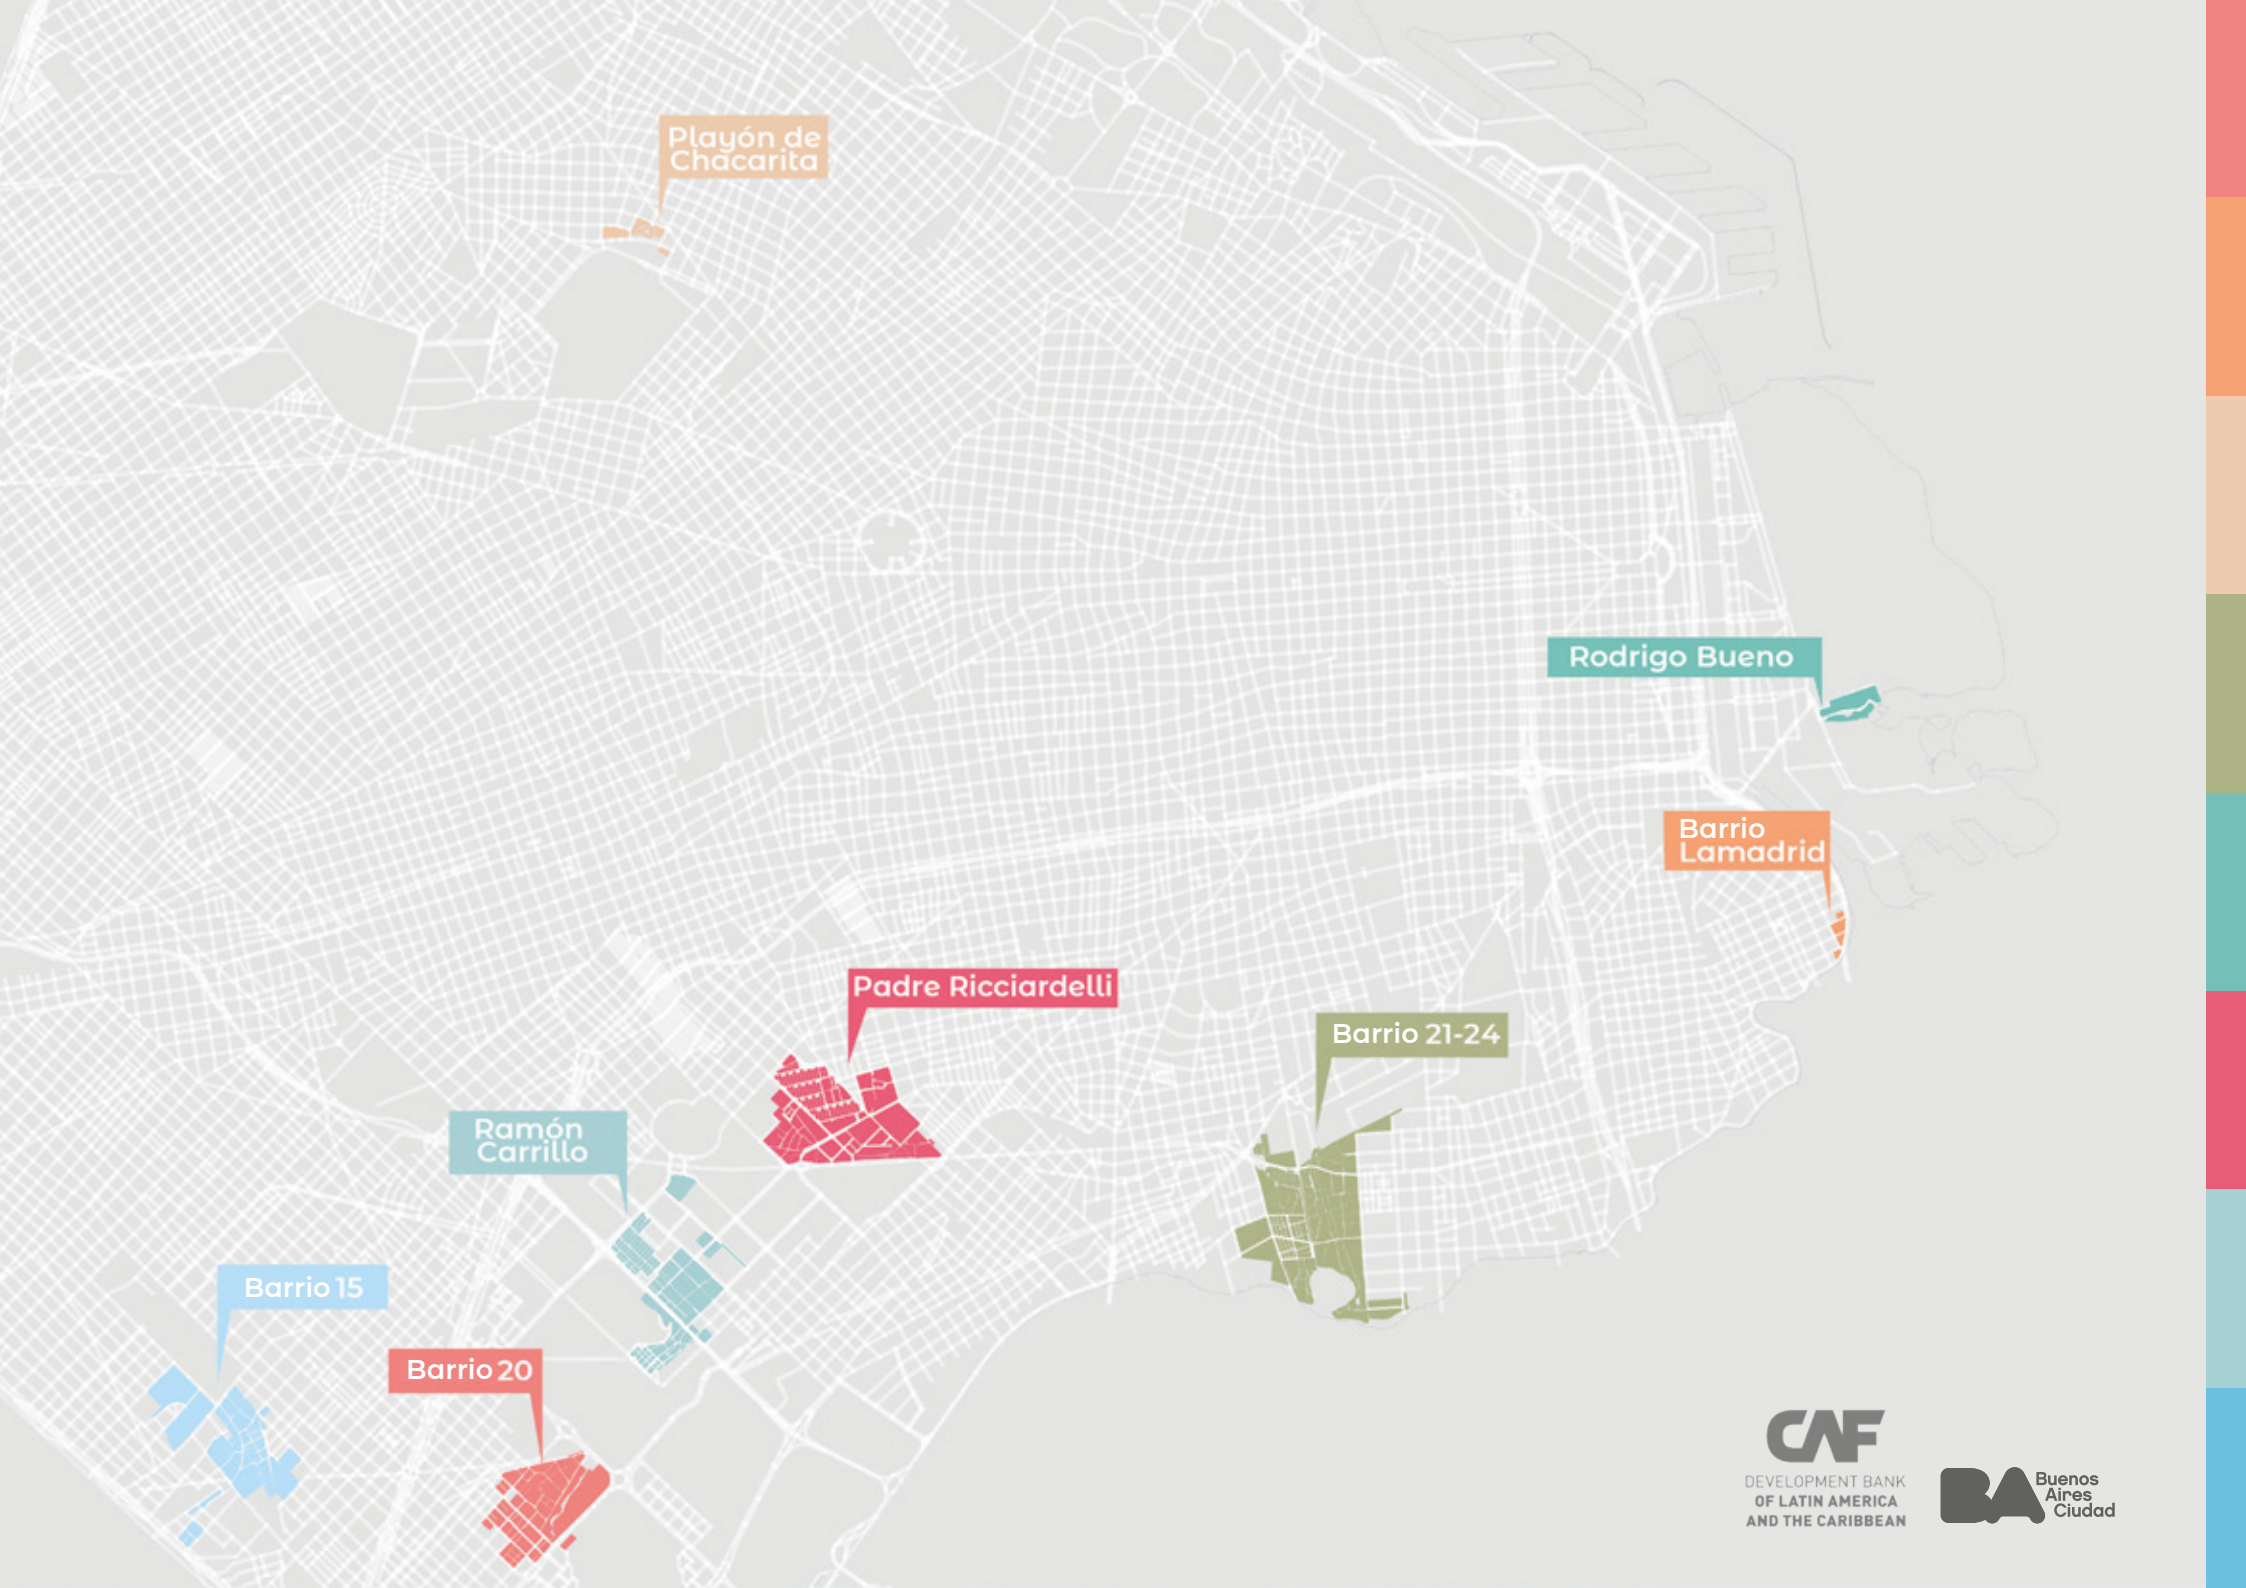 Playón de
Chacarita
Rodrigo Bueno
Barrio
Lamadrid
Padre Ricciardelli
Barrio 21-24
Ramón
Carrillo
Barrio 15
Barrio 20
CAF
DEVELOPMENT BANK
OF LATIN AMERICA
AND THE CARIBBEAN
BA
Buenos
Aires
Ciudad